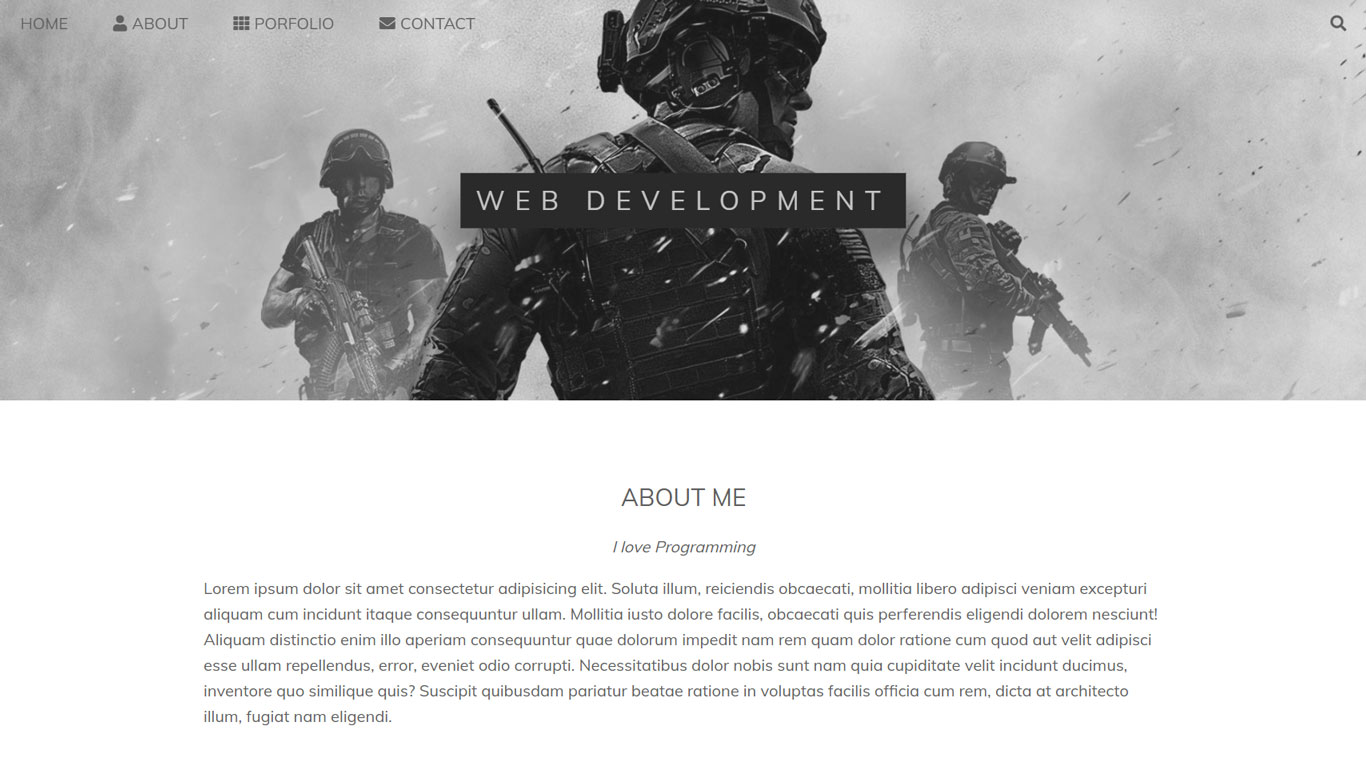 HOME ABOUT PORFOLIO CONTACT
WEB DEVELOPMENT
ABOUT ME
I love Programming
Lorem ipsum dolor sit amet consectetur adipisicing elit. Soluta illum, reiciendis obcaecati, mollitia libero adipisci veniam excepturi
aliquam cum incidunt itaque consequuntur ullam. Mollitia iusto dolore facilis, obcaecati quis perferendis eligendi dolorem nesciunt!
Aliquam distinctio enim illo aperiam consequuntur quae dolorum impedit nam rem quam dolor ratione cum quod aut velit adipisci
esse ullam repellendus, error, eveniet odio corrupti. Necessitatibus dolor nobis sunt nam quia cupiditate velit incidunt ducimus,
inventore quo similique quis? Suscipit quibusdam pariatur beatae ratione in voluptas facilis officia cum rem, dicta at architecto
illum, fugiat nam eligendi.